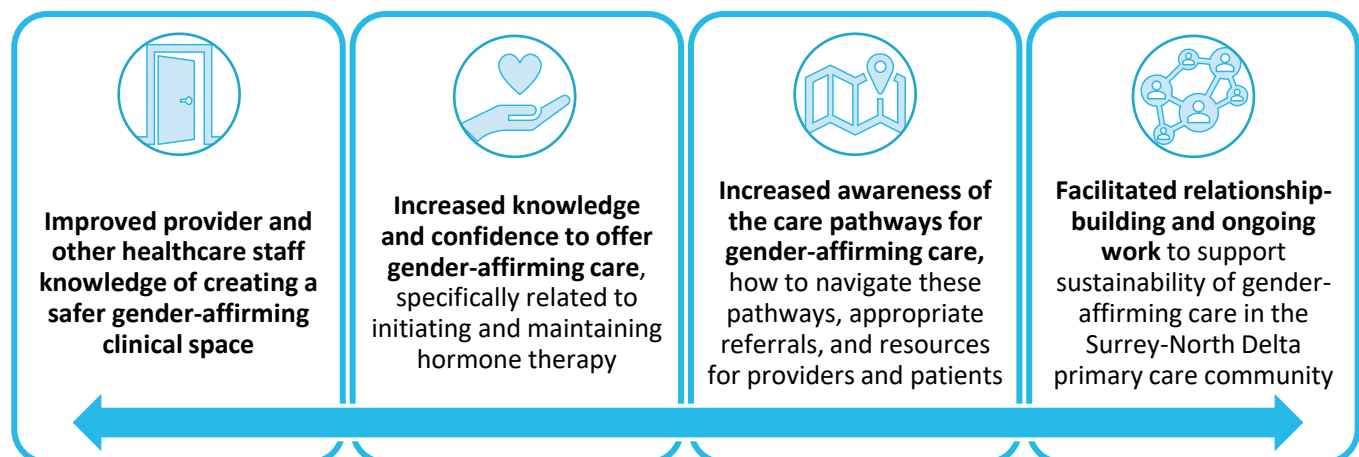 Improved provider and
other healthcare staff
knowledge of creating a
safer gender-affirming
clinical space
Increased knowledge
and confidence to offer
gender-affirming care,
specifically related to
initiating and maintaining
hormone therapy
Increased awareness of
the care pathways for
gender-affirming care,
how to navigate these
pathways, appropriate
referrals, and resources
for providers and patients
Facilitated relationship-
building and ongoing
work to support
sustainability of gender-
affirming care in the
Surrey-North Delta
primary care community